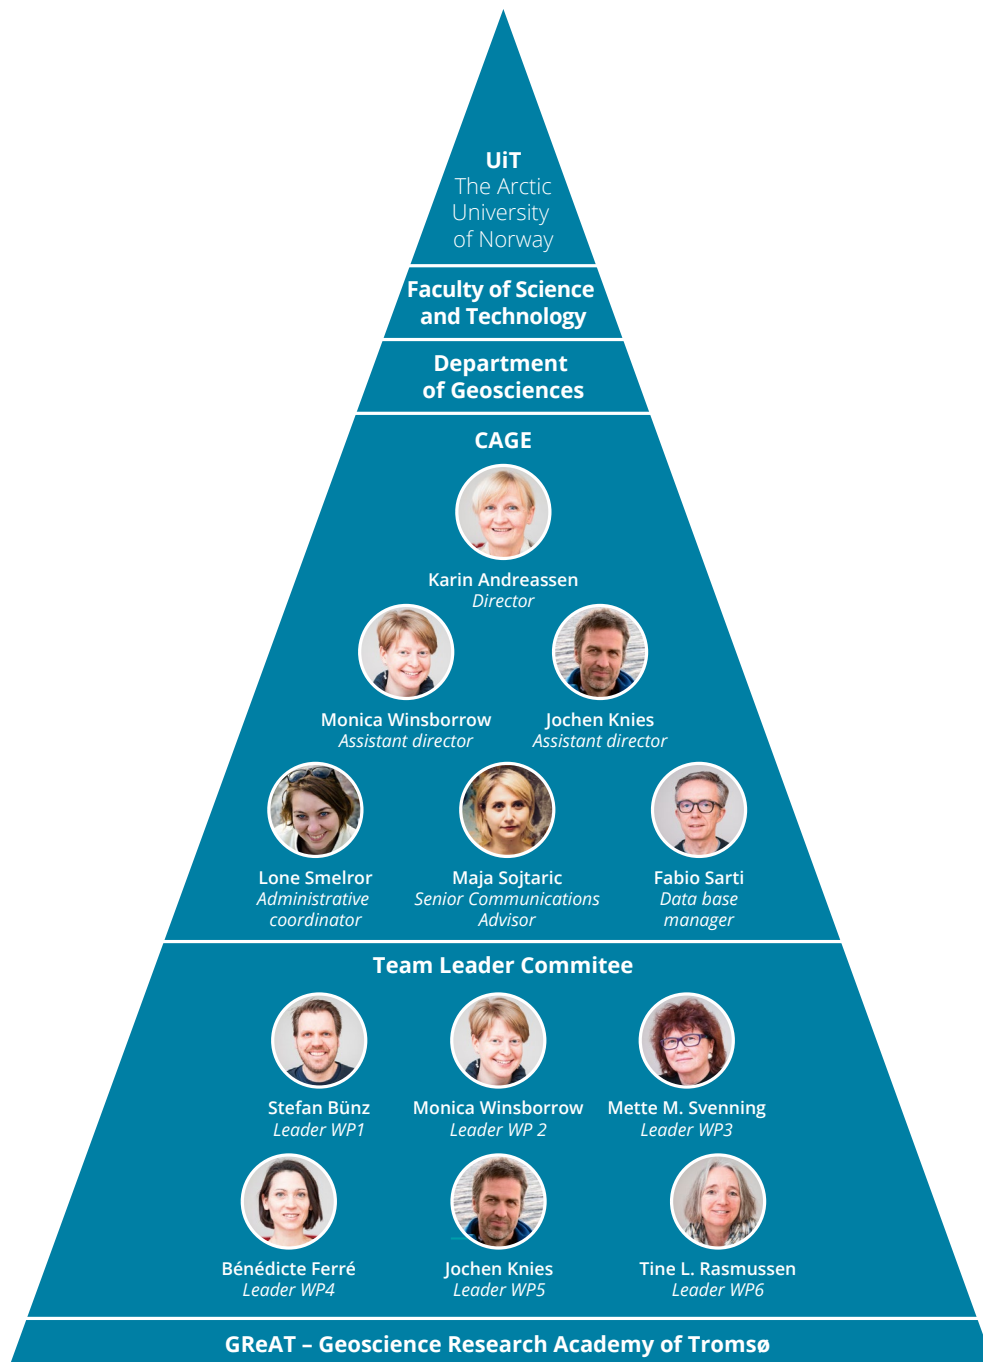 UiT
The Arctic
University
of Norway
Faculty of Science
and Technology
Department
of Geosciences
CAGE
Karin Andreassen
Director
Monica Winsborrow
Assistant director
Jochen Knies
Assistant director
Lone Smelror
Administrative
coordinator
Maja Sojtaric
Senior Communications
Advisor
Fabio Sarti
Data base
manager
Team Leader Commitee
Stefan Bünz
Leader WP1
Monica Winsborrow
Leader WP 2
Mette M. Svenning
Leader WP3
Bénédicte Ferré
Leader WP4
Jochen Knies
Leader WP5
Tine L. Rasmussen
Leader WP6
GReAT – Geoscience Research Academy of Tromsø